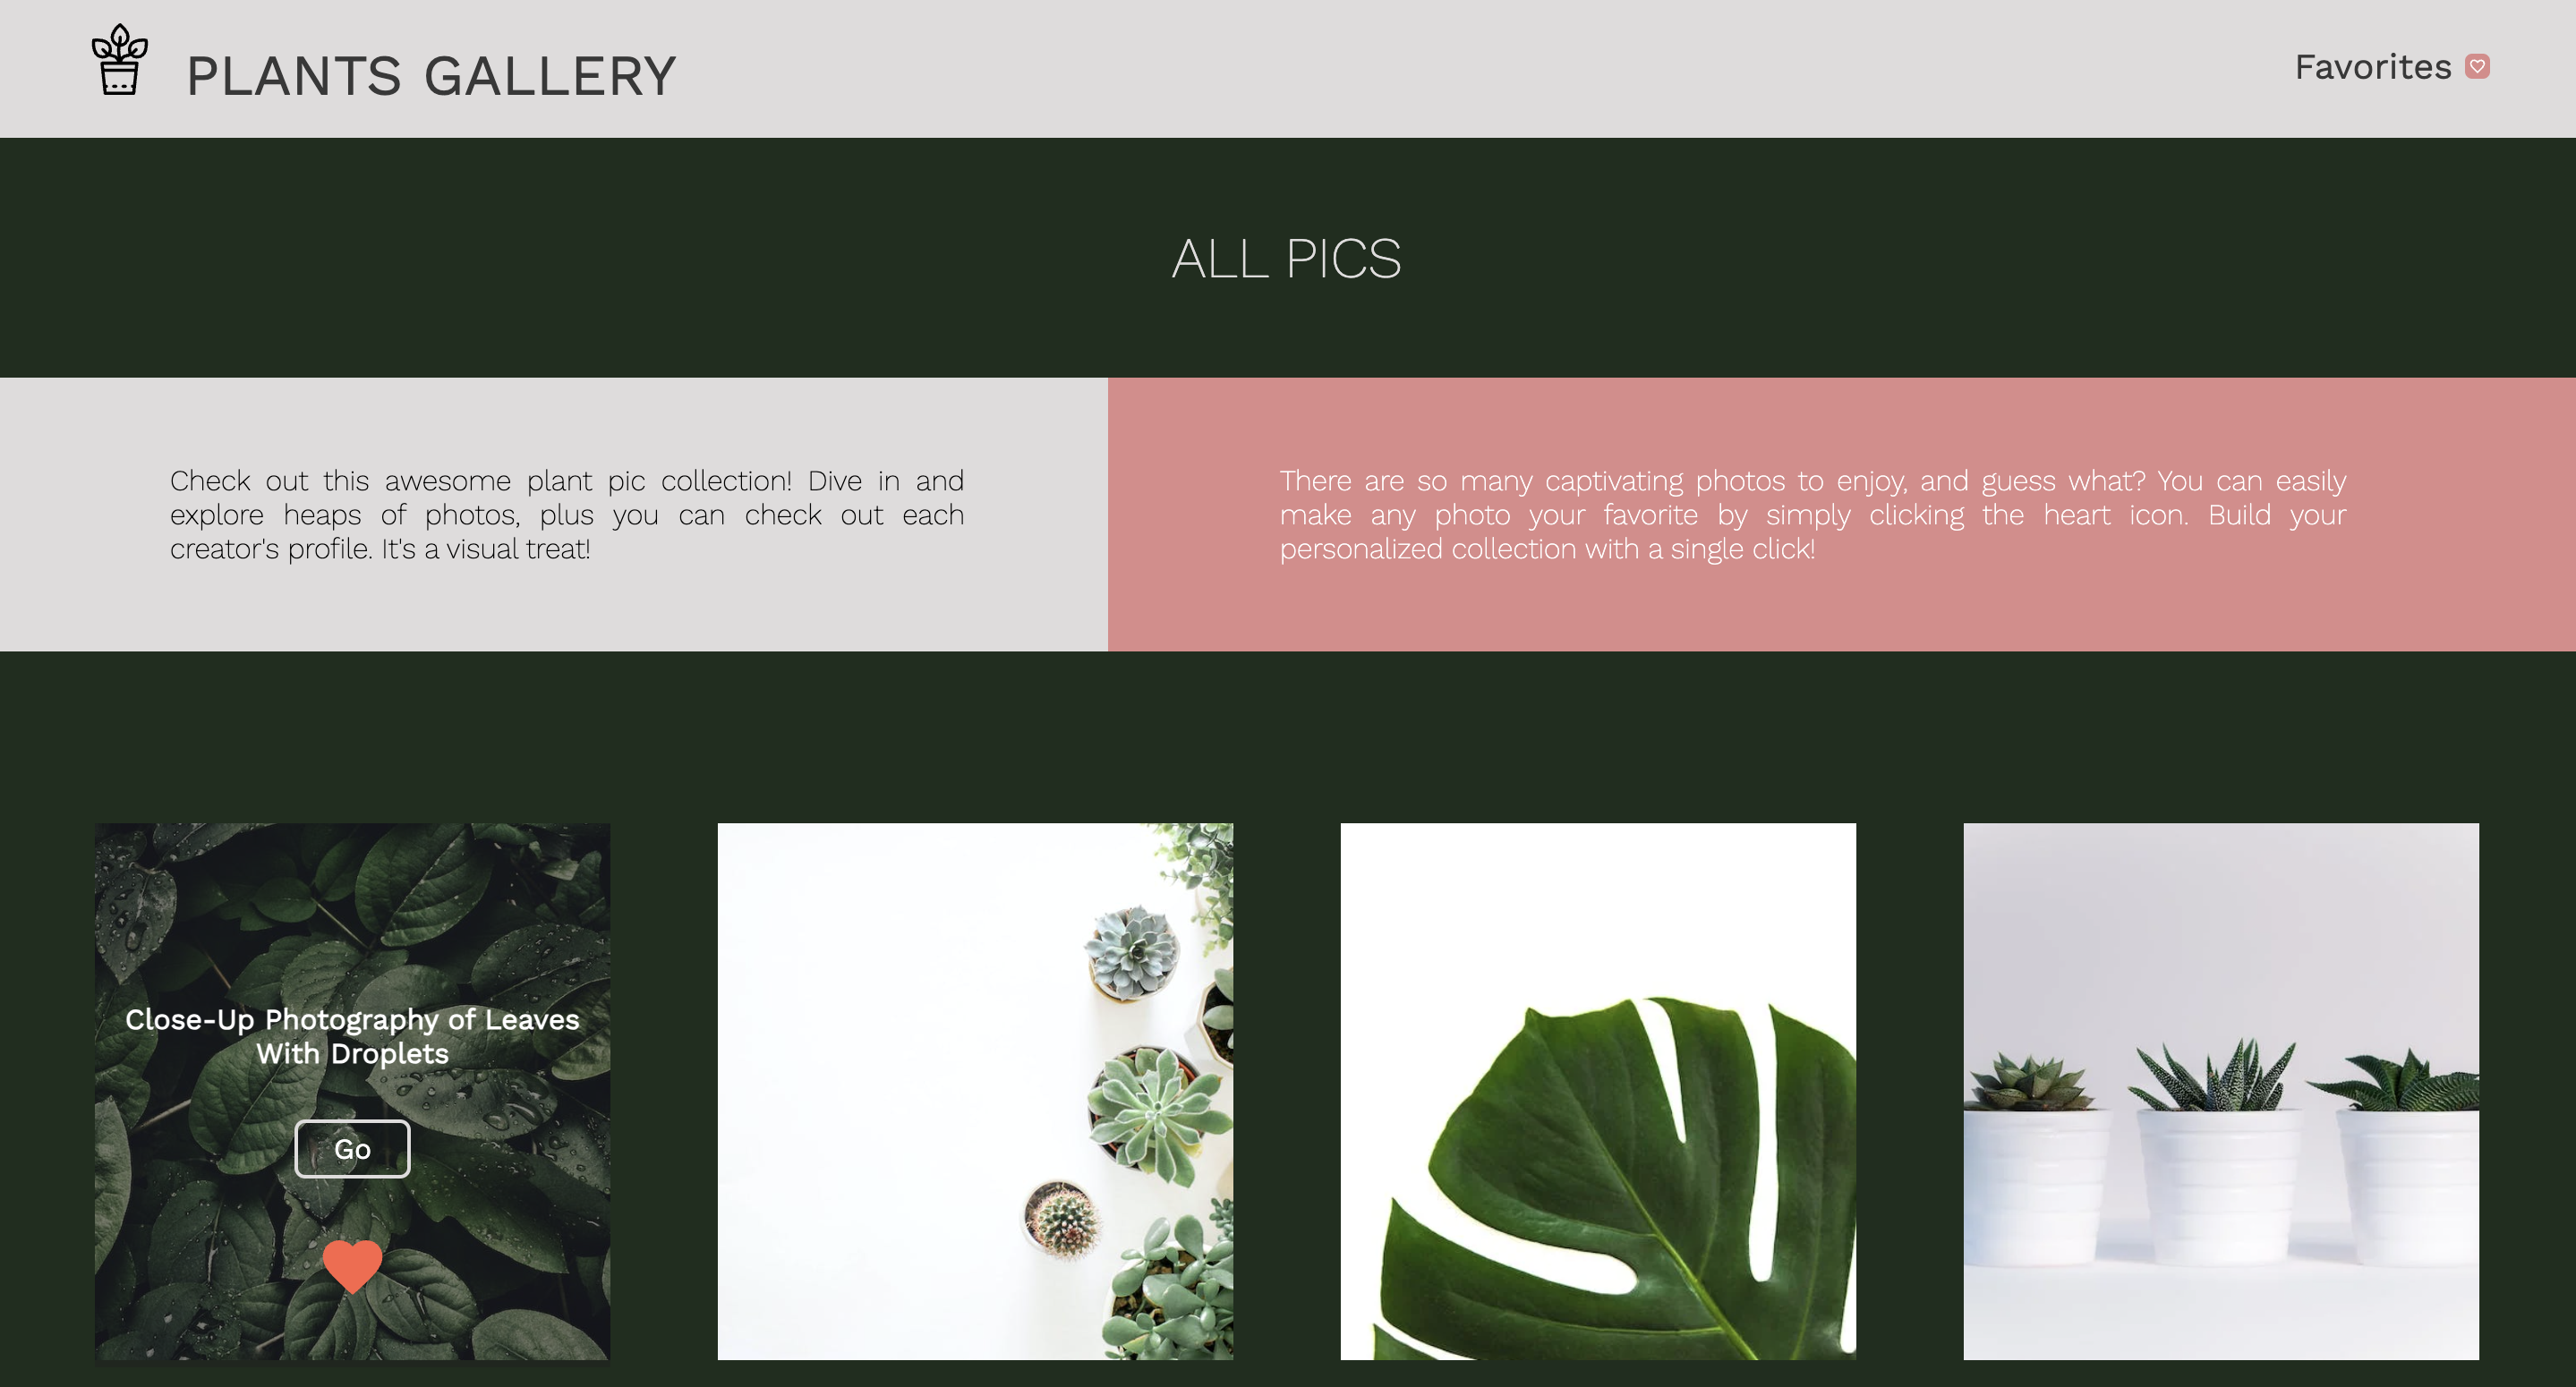 PLANTS GALLERY
Favorites
ALL PICS
Check out this awesome plant pic collection! Dive in and
explore heaps of photos, plus you can check out each
creator's profile. It's a visual treat!
There are so many captivating photos to enjoy, and guess what? You can easily
make any photo your favorite by simply clicking the heart icon. Build your
personalized collection with a single click!
Close-Up Photography of Leaves
With Droplets
Go